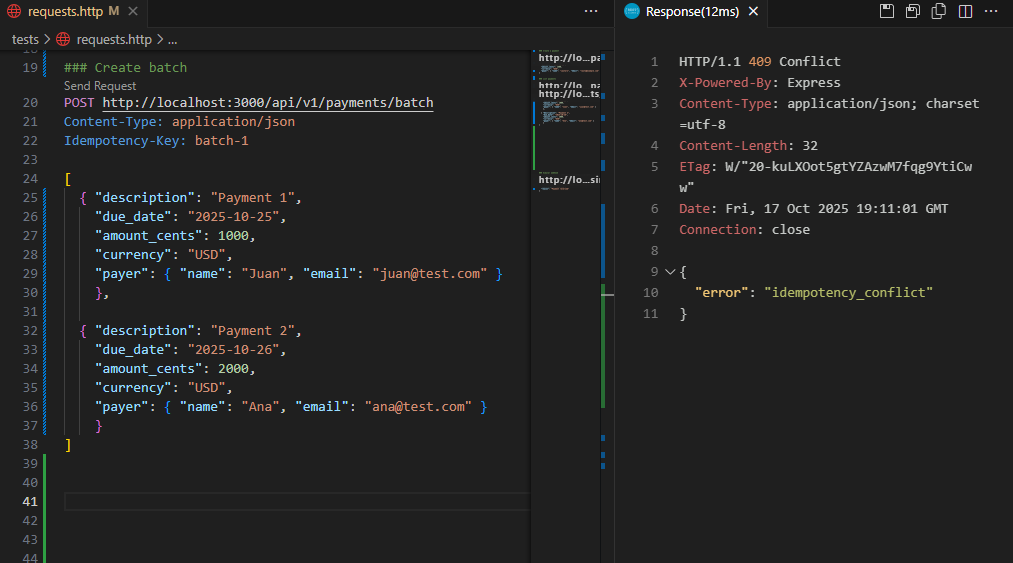 requests.http M
Response(12ms)
tests > requests.http > ...
19 ### Create batch
Send Request
20 POST http://localhost:3000/api/v1/payments/batch
21 Content-Type: application/json
22 Idempotency-Key: batch-1
23
24 [
25 { "description": "Payment 1",
26 "due_date": "2025-10-25",
27 "amount_cents": 1000,
28 "currency": "USD",
29 "payer": { "name": "Juan", "email": "juan@test.com" }
30 },
31
32 { "description": "Payment 2",
33 "due_date": "2025-10-26",
34 "amount_cents": 2000,
35 "currency": "USD",
36 "payer": { "name": "Ana", "email": "ana@test.com" }
37 }
38 ]
39
40
41
42
43
44
http://lo...pa
http://lo...ts
http://lo...si
1 HTTP/1.1 409 Conflict
2 X-Powered-By: Express
3 Content-Type: application/json; charset
=utf-8
4 Content-Length: 32
5 ETag: W/"20-kuLXOot5gtYZAzwM7fqg9YtiCw
w"
6 Date: Fri, 17 Oct 2025 19:11:01 GMT
7 Connection: close
8
9 {
10 "error": "idempotency_conflict"
11 }